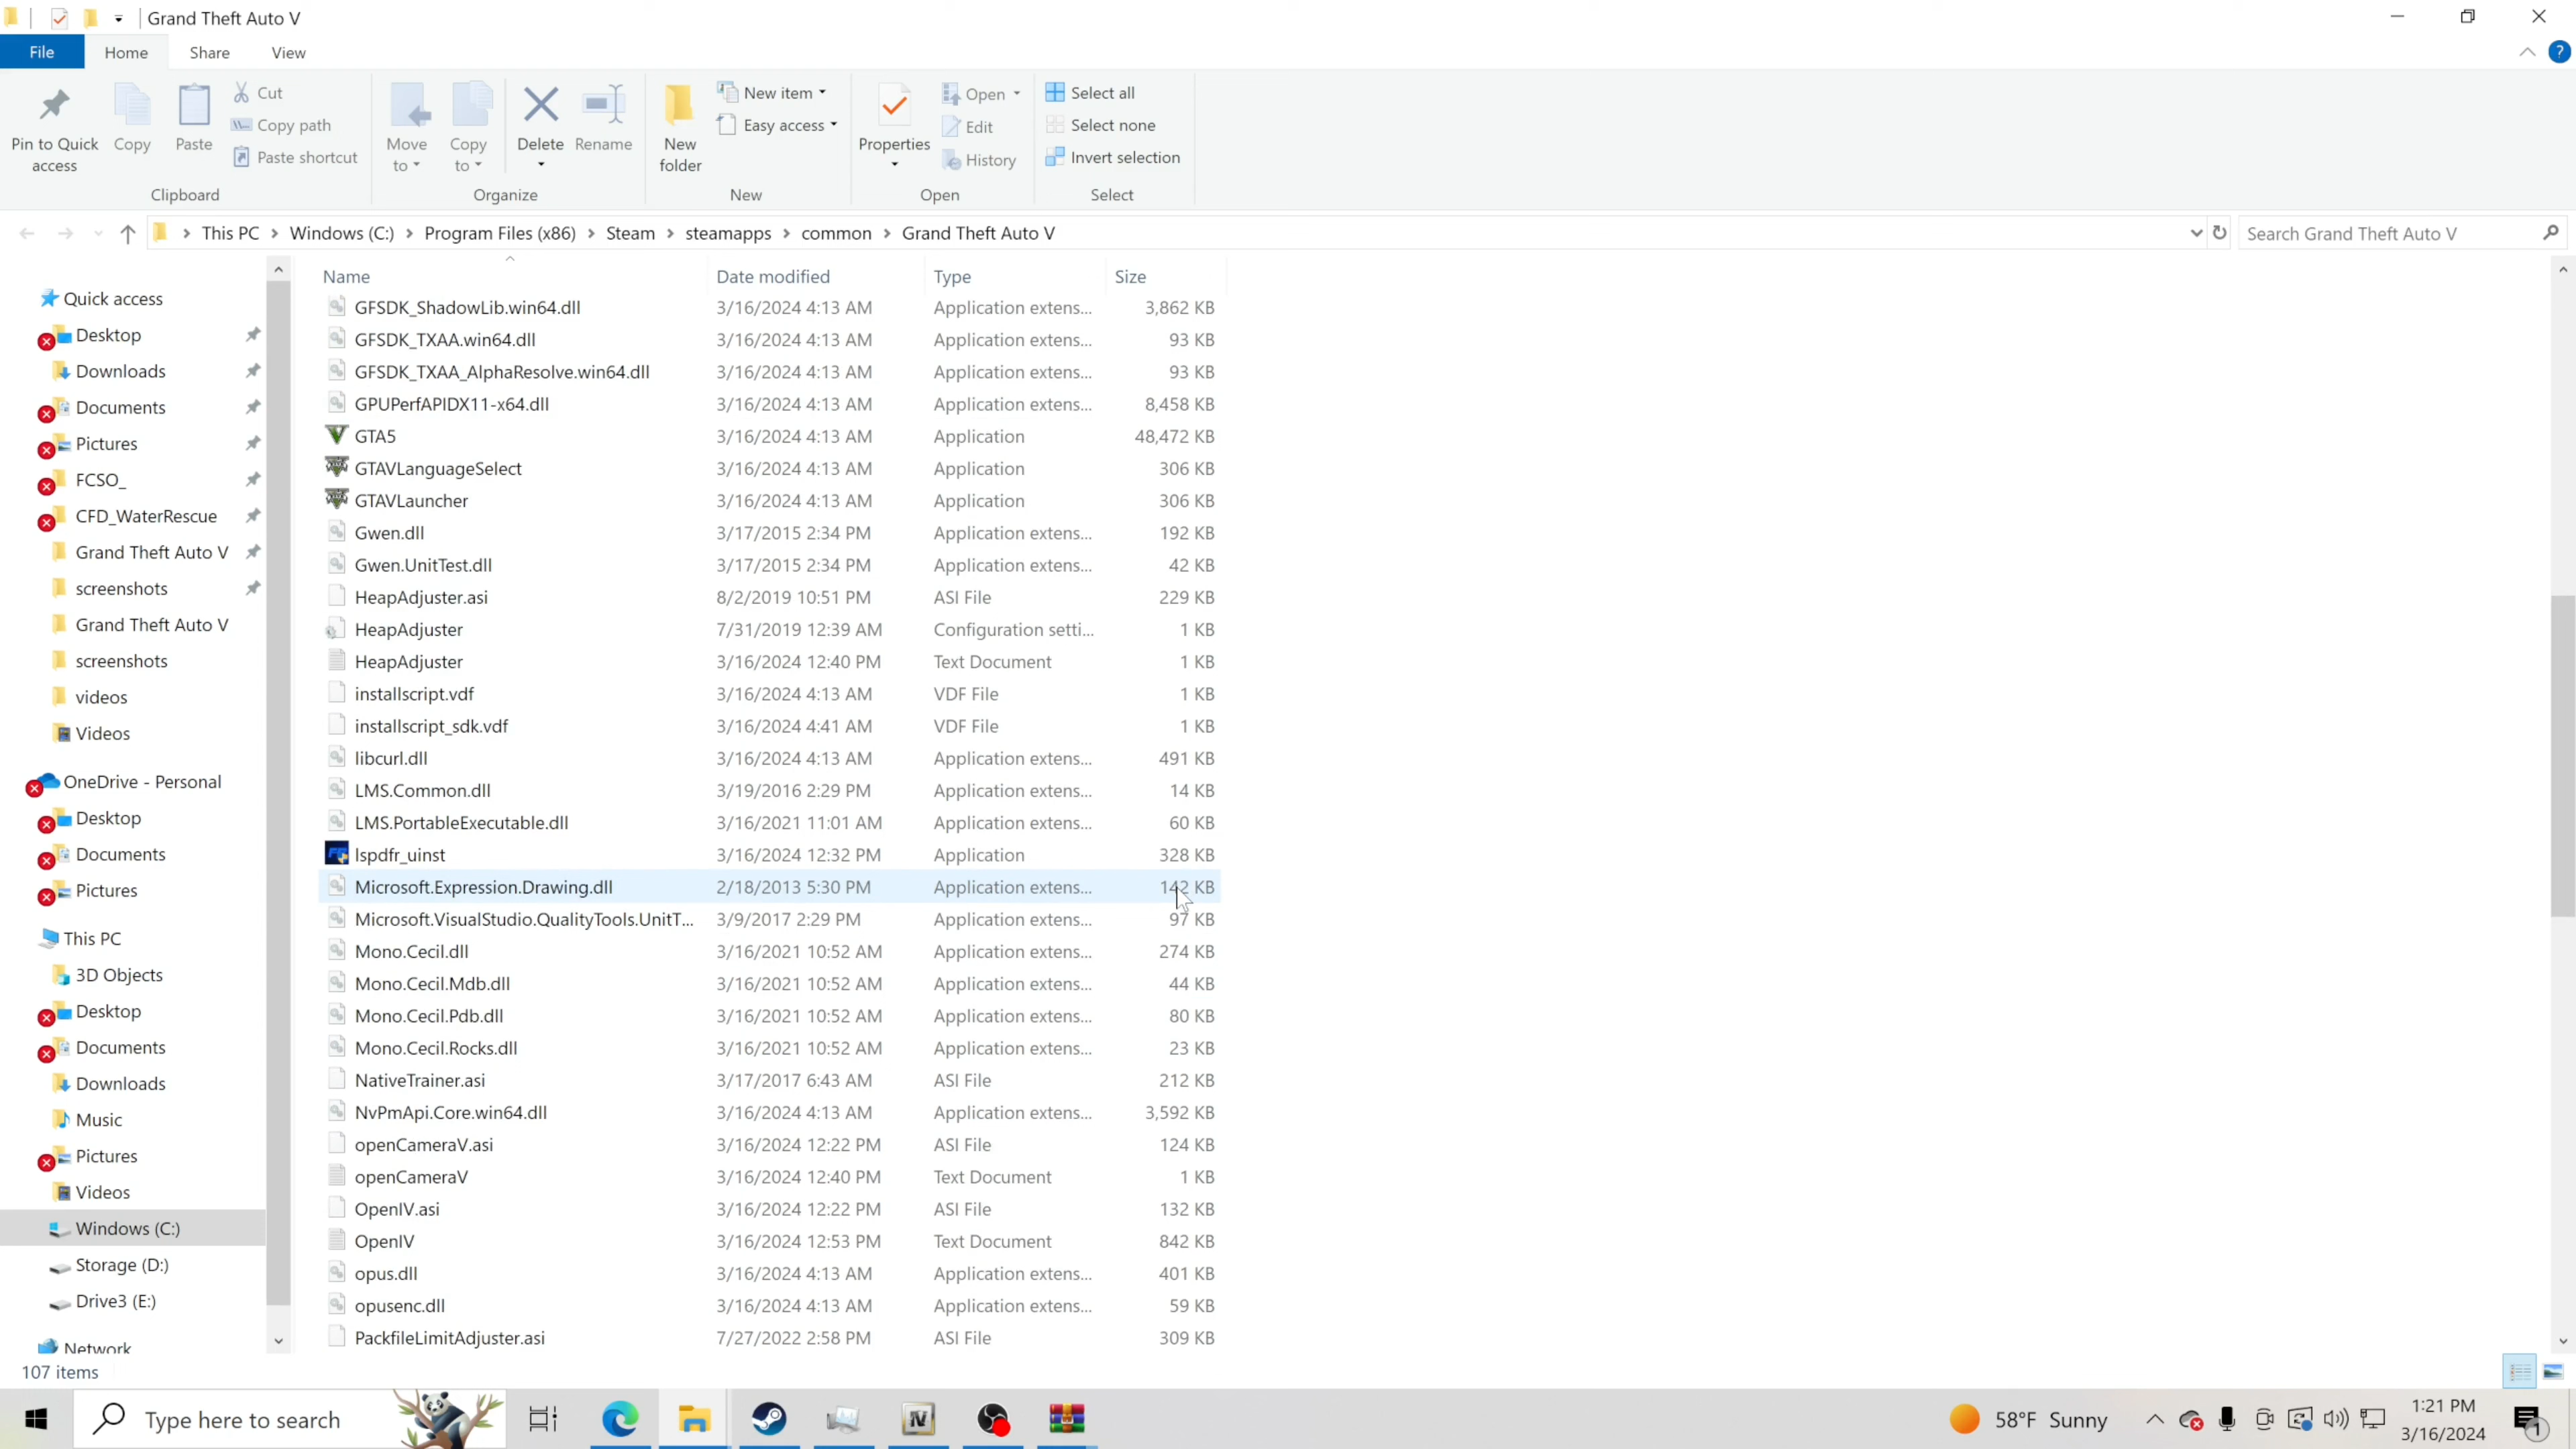 Grand Theft Auto V
File Home Share View
Pin to Quick access
Copy
Paste
Cut
Copy path
Paste shortcut
Clipboard
Move to
Copy to
Delete
Rename
Organize
New folder
New item
Easy access
New
Properties
Open
Edit
History
Open
Select all
Select none
Invert selection
Select
This PC > Windows (C:) > Program Files (x86) > Steam > steamapps > common > Grand Theft Auto V
Search Grand Theft Auto V
Quick access
Desktop
Downloads
Documents
Pictures
FCSO_
CFD_WaterRescue
Grand Theft Auto V
screenshots
Grand Theft Auto V
screenshots
videos
Videos
OneDrive - Personal
Desktop
Documents
Pictures
This PC
3D Objects
Desktop
Documents
Downloads
Music
Pictures
Videos
Windows (C:)
Storage (D:)
Drive3 (E:)
Network
Name Date modified Type Size
GFSDK_ShadowLib.win64.dll 3/16/2024 4:13 AM Application extens... 3,862 KB
GFSDK_TXAA.win64.dll 3/16/2024 4:13 AM Application extens... 93 KB
GFSDK_TXAA_AlphaResolve.win64.dll 3/16/2024 4:13 AM Application extens... 93 KB
GPUPerfAPIDX11-x64.dll 3/16/2024 4:13 AM Application extens... 8,458 KB
GTA5 3/16/2024 4:13 AM Application 48,472 KB
GTAVLanguageSelect 3/16/2024 4:13 AM Application 306 KB
GTAVLauncher 3/16/2024 4:13 AM Application 306 KB
Gwen.dll 3/17/2015 2:34 PM Application extens... 192 KB
Gwen.UnitTest.dll 3/17/2015 2:34 PM Application extens... 42 KB
HeapAdjuster.asi 8/2/2019 10:51 PM ASI File 229 KB
HeapAdjuster 7/31/2019 12:39 AM Configuration setti... 1 KB
HeapAdjuster 3/16/2024 12:40 PM Text Document 1 KB
installscript.vdf 3/16/2024 4:13 AM VDF File 1 KB
installscript_sdk.vdf 3/16/2024 4:41 AM VDF File 1 KB
libcurl.dll 3/16/2024 4:13 AM Application extens... 491 KB
LMS.Common.dll 3/19/2016 2:29 PM Application extens... 14 KB
LMS.PortableExecutable.dll 3/16/2021 11:01 AM Application extens... 60 KB
lspdfr_uinst 3/16/2024 12:32 PM Application 328 KB
Microsoft.Expression.Drawing.dll 2/18/2013 5:30 PM Application extens... 142 KB
Microsoft.VisualStudio.QualityTools.UnitT... 3/9/2017 2:29 PM Application extens... 97 KB
Mono.Cecil.dll 3/16/2021 10:52 AM Application extens... 274 KB
Mono.Cecil.Mdb.dll 3/16/2021 10:52 AM Application extens... 44 KB
Mono.Cecil.Pdb.dll 3/16/2021 10:52 AM Application extens... 80 KB
Mono.Cecil.Rocks.dll 3/16/2021 10:52 AM Application extens... 23 KB
NativeTrainer.asi 3/17/2017 6:43 AM ASI File 212 KB
NvPmApi.Core.win64.dll 3/16/2024 4:13 AM Application extens... 3,592 KB
openCameraV.asi 3/16/2024 12:22 PM ASI File 124 KB
openCameraV 3/16/2024 12:40 PM Text Document 1 KB
OpenIV.asi 3/16/2024 12:22 PM ASI File 132 KB
OpenIV 3/16/2024 12:53 PM Text Document 842 KB
opus.dll 3/16/2024 4:13 AM Application extens... 401 KB
opusenc.dll 3/16/2024 4:13 AM Application extens... 59 KB
PackfileLimitAdjuster.asi 7/27/2022 2:58 PM ASI File 309 KB
107 items
Type here to search
58°F Sunny
1:21 PM
3/16/2024
1